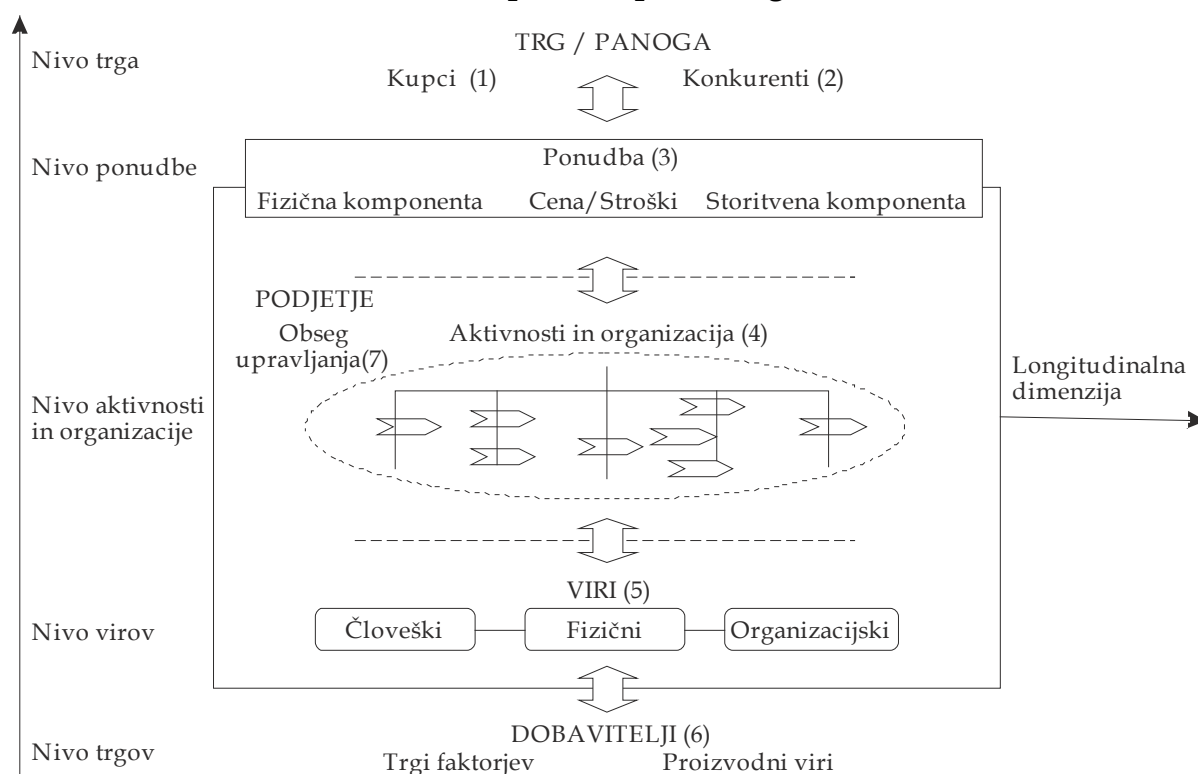 TRG / PANOGA
Nivo trga
Kupci (1)
Konkurenti (2)
Nivo ponudbe
Ponudba (3)
Fizična komponenta
Cena/Stroški
Storitvena komponenta
PODJETJE
Obseg
upravljanja(7)
Aktivnosti in organizacija (4)
Longitudinalna
dimenzija
Nivo aktivnosti
in organizacije
VIRI (5)
Nivo virov
Človeški
Fizični
Organizacijski
DOBAVITELJI (6)
Nivo trgov
Trgi faktorjev
Proizvodni viri